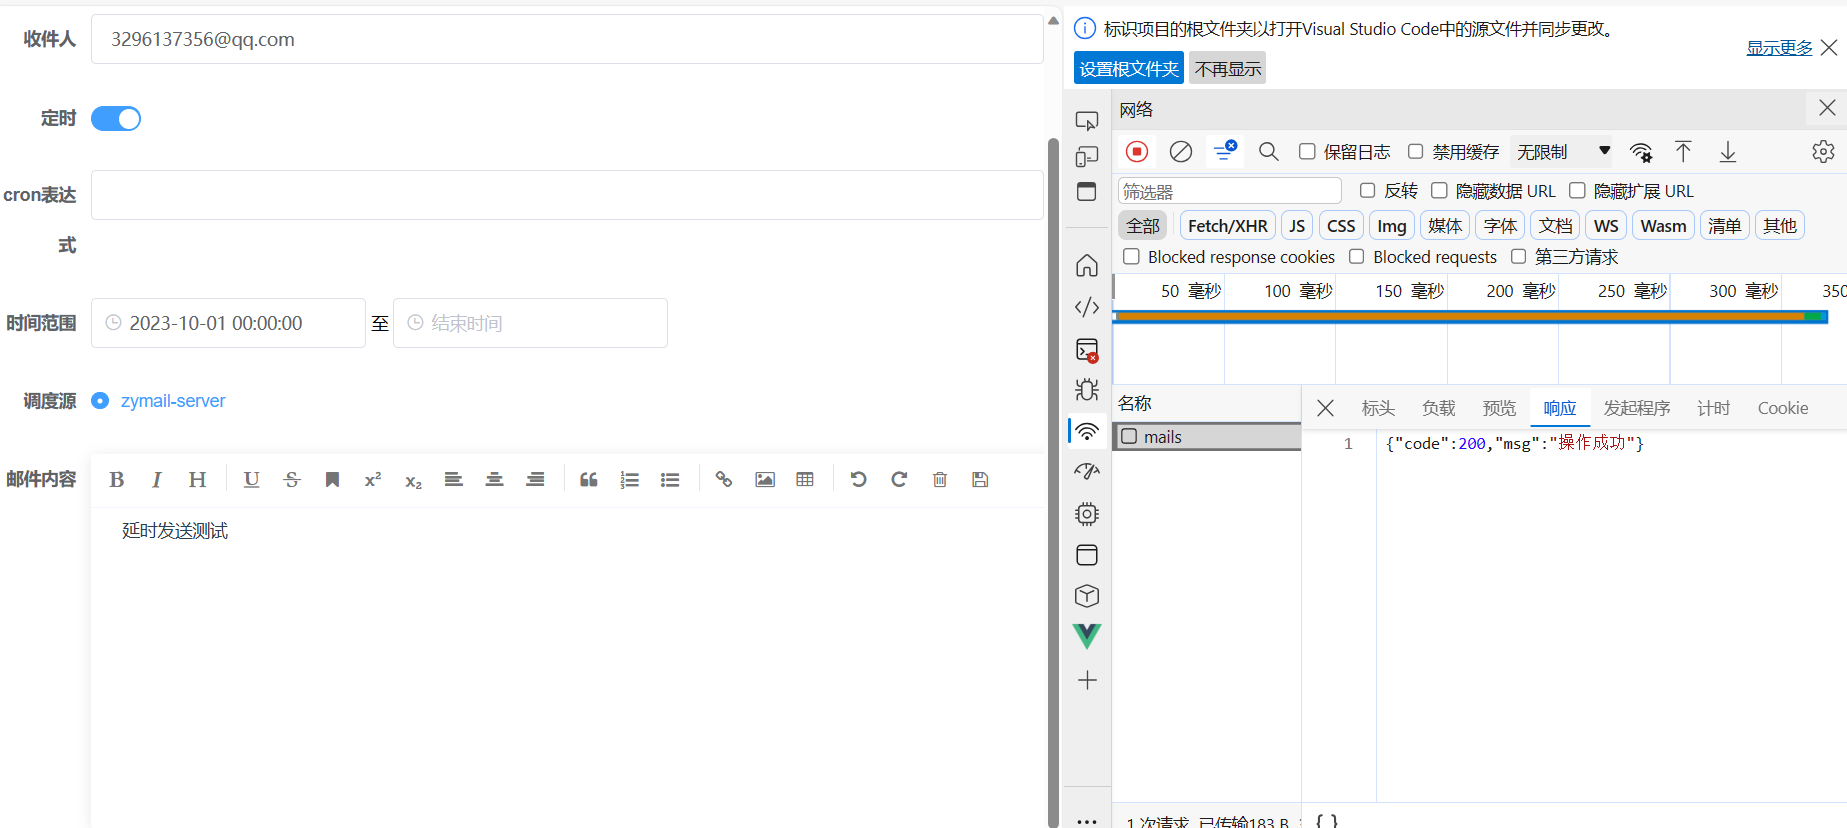 收件人 3296137356@qq.com
定时
cron表达
式
时间范围 2023-10-01 00:00:00 至 结束时间
调度源 zymail-server
邮件内容 B I H U S x² x₂
延时发送测试
标识项目的根文件夹以打开Visual Studio Code中的源文件并同步更改。
设置根文件夹 不再显示 显示更多
网络
保留日志 禁用缓存 无限制
筛选器 反转 隐藏数据 URL 隐藏扩展 URL
全部 Fetch/XHR JS CSS Img 媒体 字体 文档 WS Wasm 清单 其他
Blocked response cookies Blocked requests 第三方请求
50 毫秒 100 毫秒 150 毫秒 200 毫秒 250 毫秒 300 毫秒 350
名称 标头 负载 预览 响应 发起程序 计时 Cookie
mails 1 {"code":200,"msg":"操作成功"}
1 次请求 已传输183 B { }